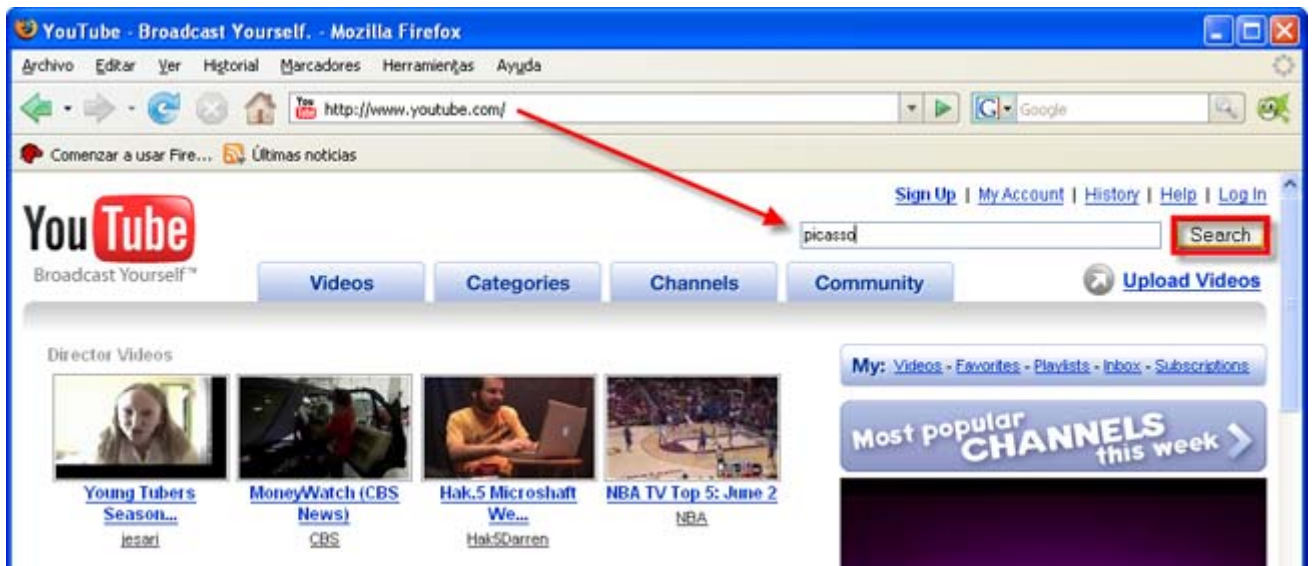 YouTube - Broadcast Yourself. - Mozilla Firefox
Archivo Editar Ver Historial Marcadores Herramientas Ayuda
You Tube http://www.youtube.com/ G Google
Comenzar a usar Fire... Últimas noticias
Sign Up | My Account | History | Help | Log In
YouTube
picasso Search
Broadcast Yourself™
Videos Categories Channels Community Upload Videos
Director Videos
My: Videos - Favorites - Playlists - Inbox - Subscriptions
Most popular CHANNELS this week
Young Tubers Season...
jesari
MoneyWatch (CBS News)
CBS
Hak.5 Microshaft We...
Hak5Darren
NBA TV Top 5: June 2
NBA